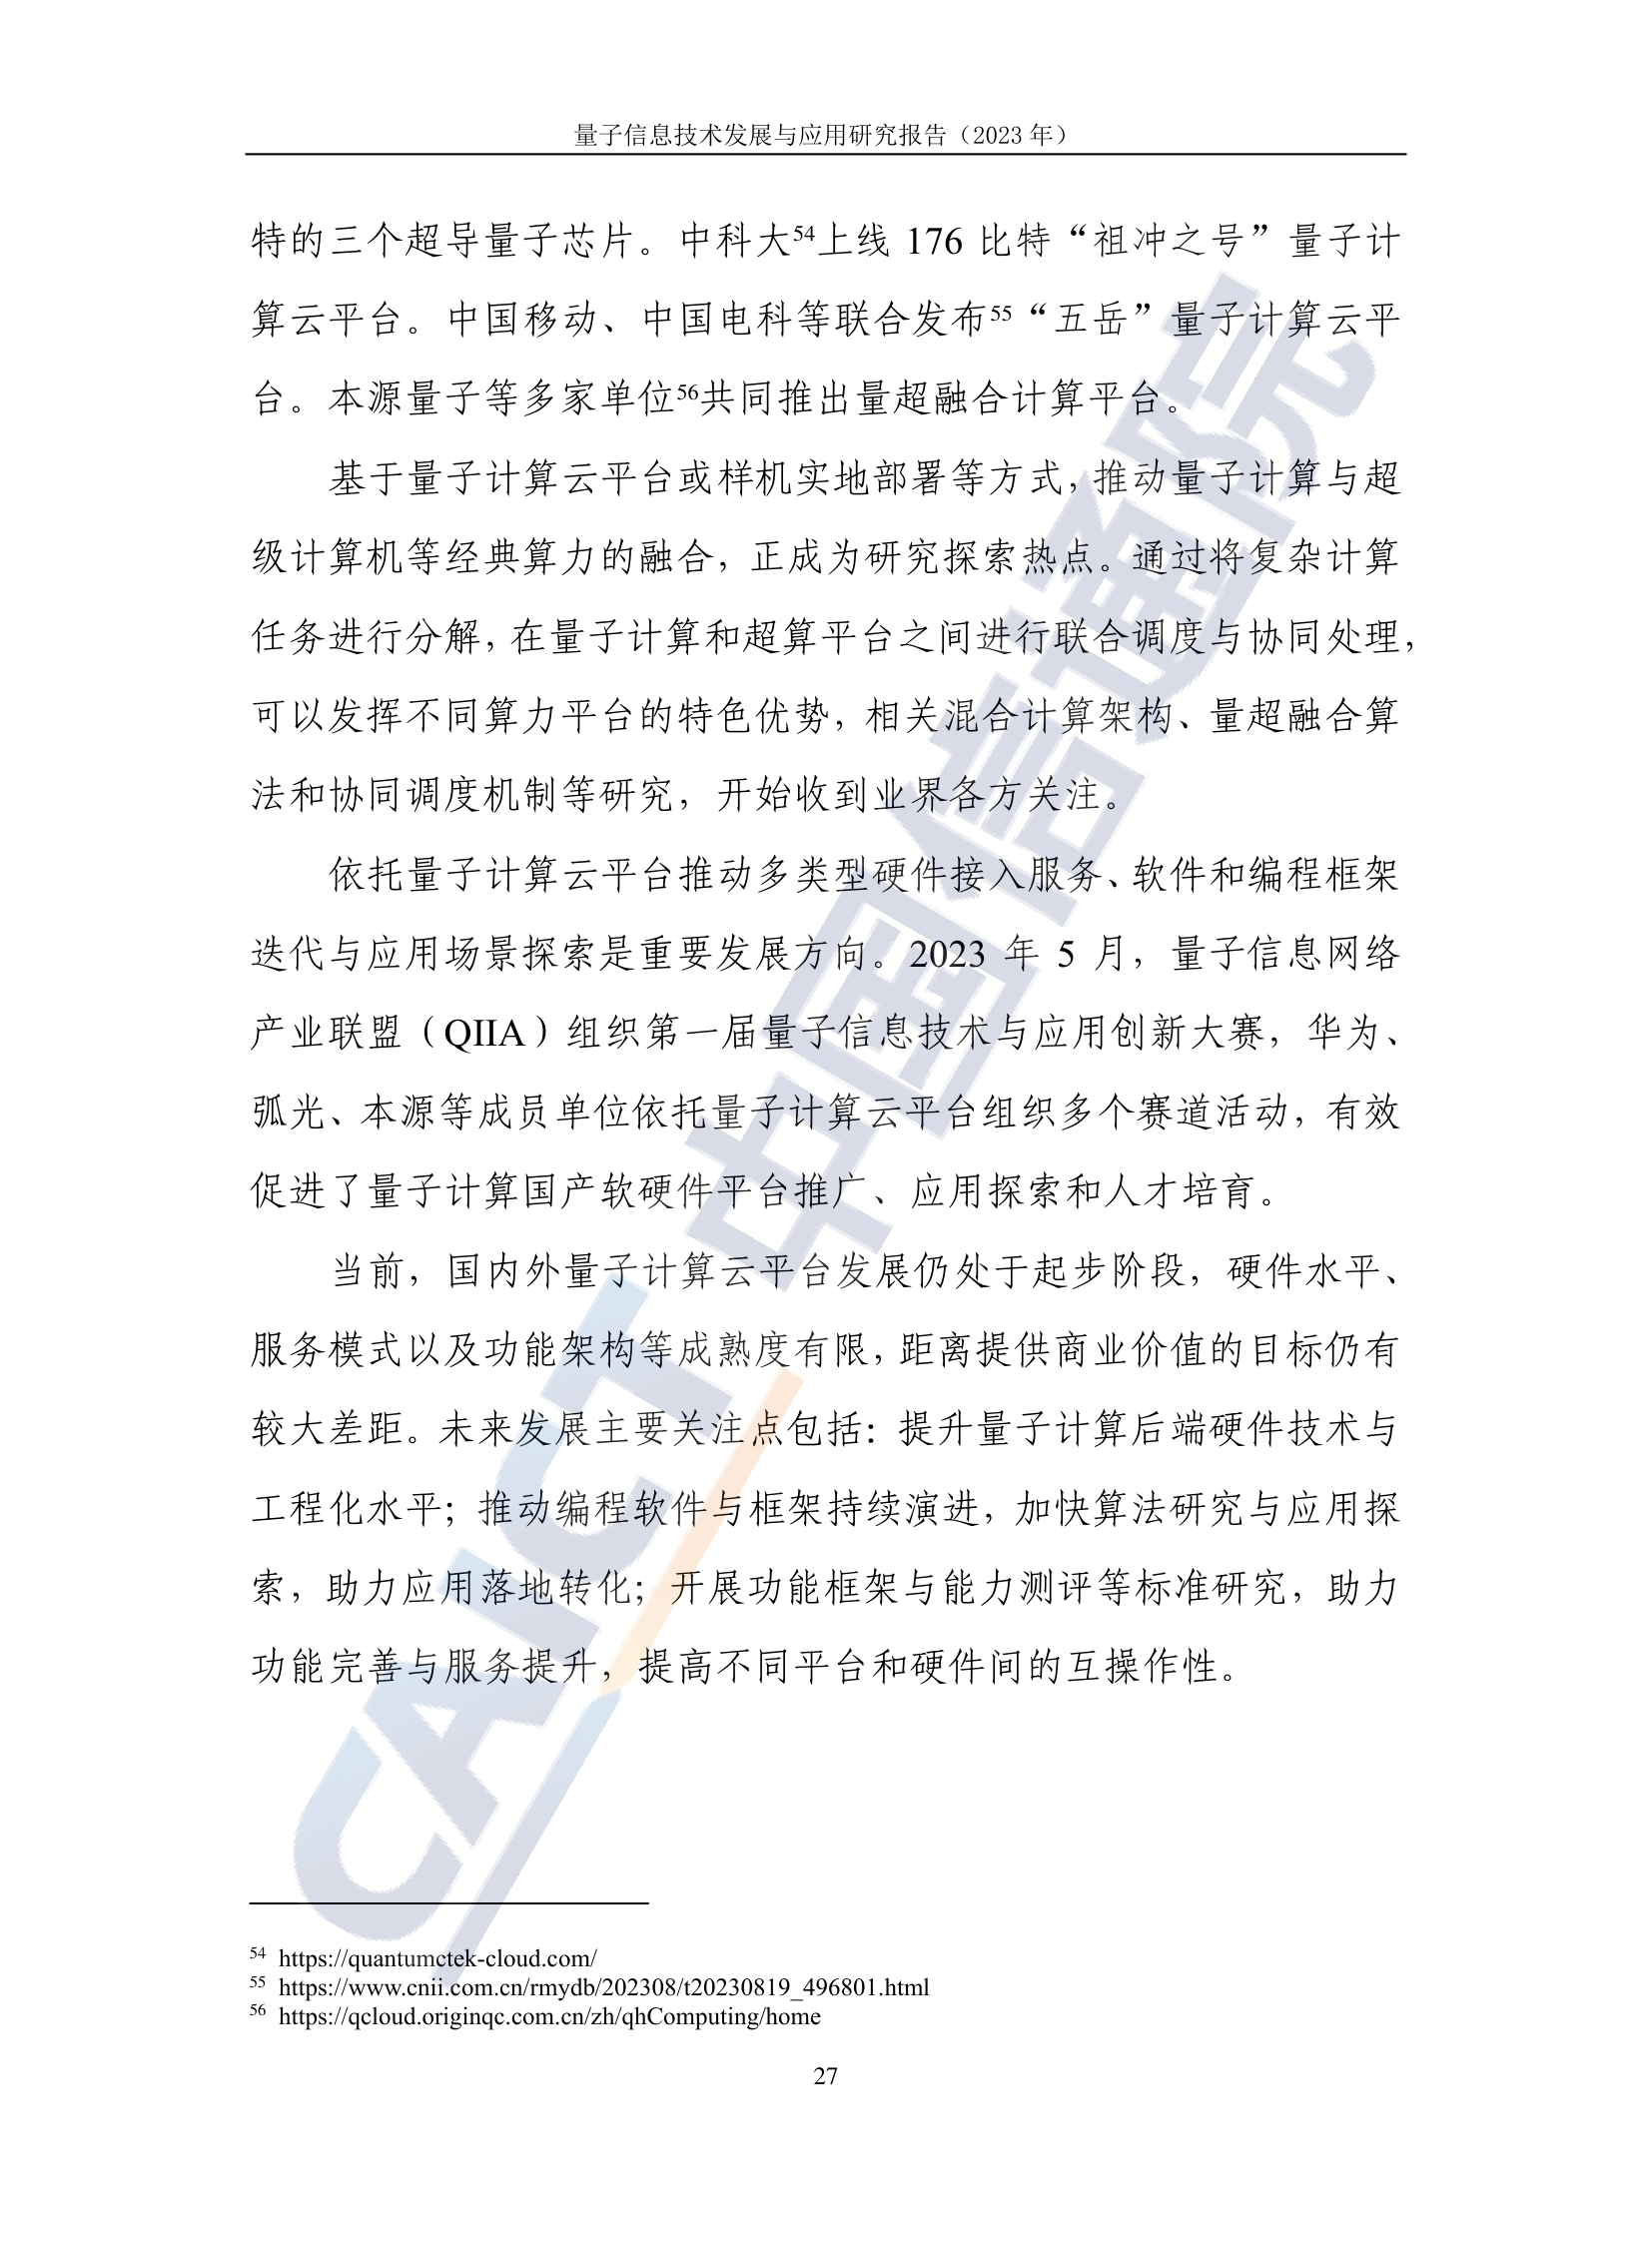 量子信息技术发展与应用研究报告（2023 年）
特的三个超导量子芯片。中科大54上线 176 比特“祖冲之号”量子计
算云平台。中国移动、中国电科等联合发布55“五岳”量子计算云平
台。本源量子等多家单位56共同推出量超融合计算平台。
基于量子计算云平台或样机实地部署等方式，推动量子计算与超
级计算机等经典算力的融合，正成为研究探索热点。通过将复杂计算
任务进行分解，在量子计算和超算平台之间进行联合调度与协同处理，
可以发挥不同算力平台的特色优势，相关混合计算架构、量超融合算
法和协同调度机制等研究，开始收到业界各方关注。
依托量子计算云平台推动多类型硬件接入服务、软件和编程框架
迭代与应用场景探索是重要发展方向。2023 年 5 月，量子信息网络
产业联盟（QIIA）组织第一届量子信息技术与应用创新大赛，华为、
弧光、本源等成员单位依托量子计算云平台组织多个赛道活动，有效
促进了量子计算国产软硬件平台推广、应用探索和人才培育。
当前，国内外量子计算云平台发展仍处于起步阶段，硬件水平、
服务模式以及功能架构等成熟度有限，距离提供商业价值的目标仍有
较大差距。未来发展主要关注点包括：提升量子计算后端硬件技术与
工程化水平；推动编程软件与框架持续演进，加快算法研究与应用探
索，助力应用落地转化；开展功能框架与能力测评等标准研究，助力
功能完善与服务提升，提高不同平台和硬件间的互操作性。
CAICT 中国信通院
54 https://quantumctek-cloud.com/
55 https://www.cnii.com.cn/rmydb/202308/t20230819_496801.html
56 https://qcloud.originqc.com.cn/zh/qhComputing/home
27